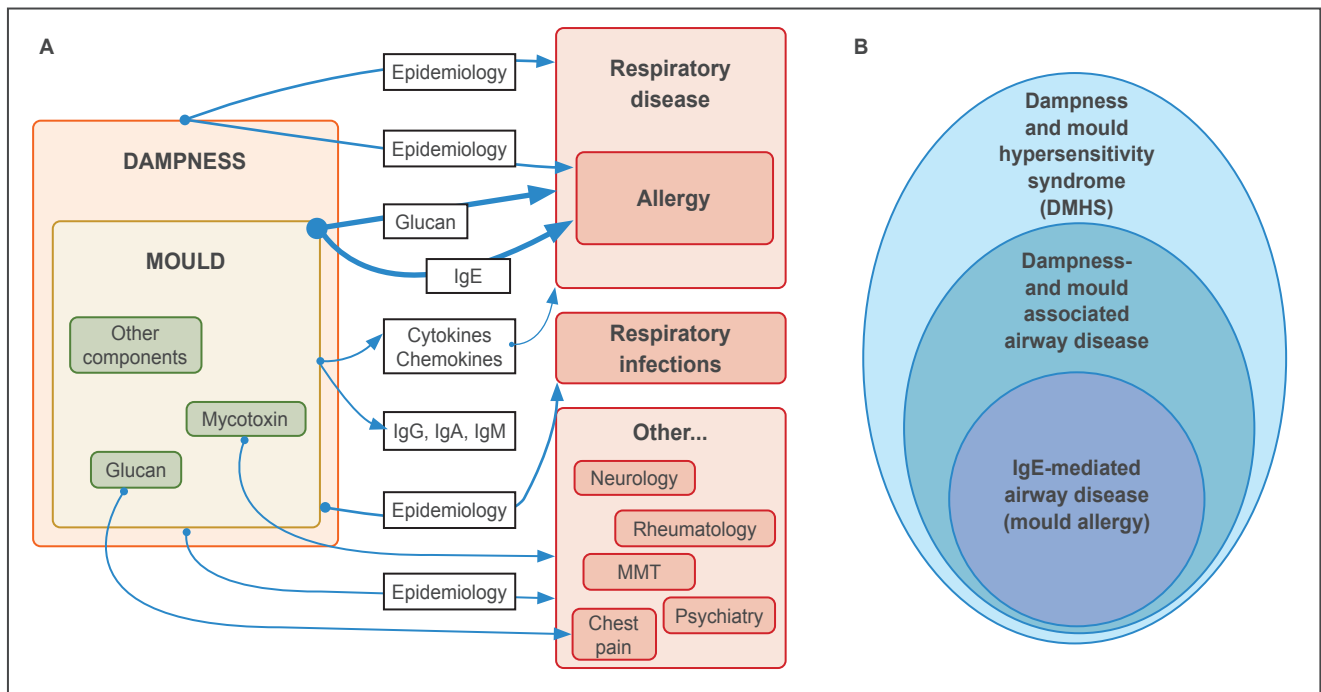 A
DAMPNESS
MOULD
Other
components
Mycotoxin
Glucan
Epidemiology
Epidemiology
Glucan
IgE
Cytokines
Chemokines
IgG, IgA, IgM
Epidemiology
Epidemiology
Respiratory
disease
Allergy
Respiratory
infections
Other...
Neurology
Rheumatology
MMT
Psychiatry
Chest
pain
B
Dampness
and mould
hypersensitivity
syndrome
(DMHS)
Dampness-
and mould
associated
airway disease
IgE-mediated
airway disease
(mould allergy)